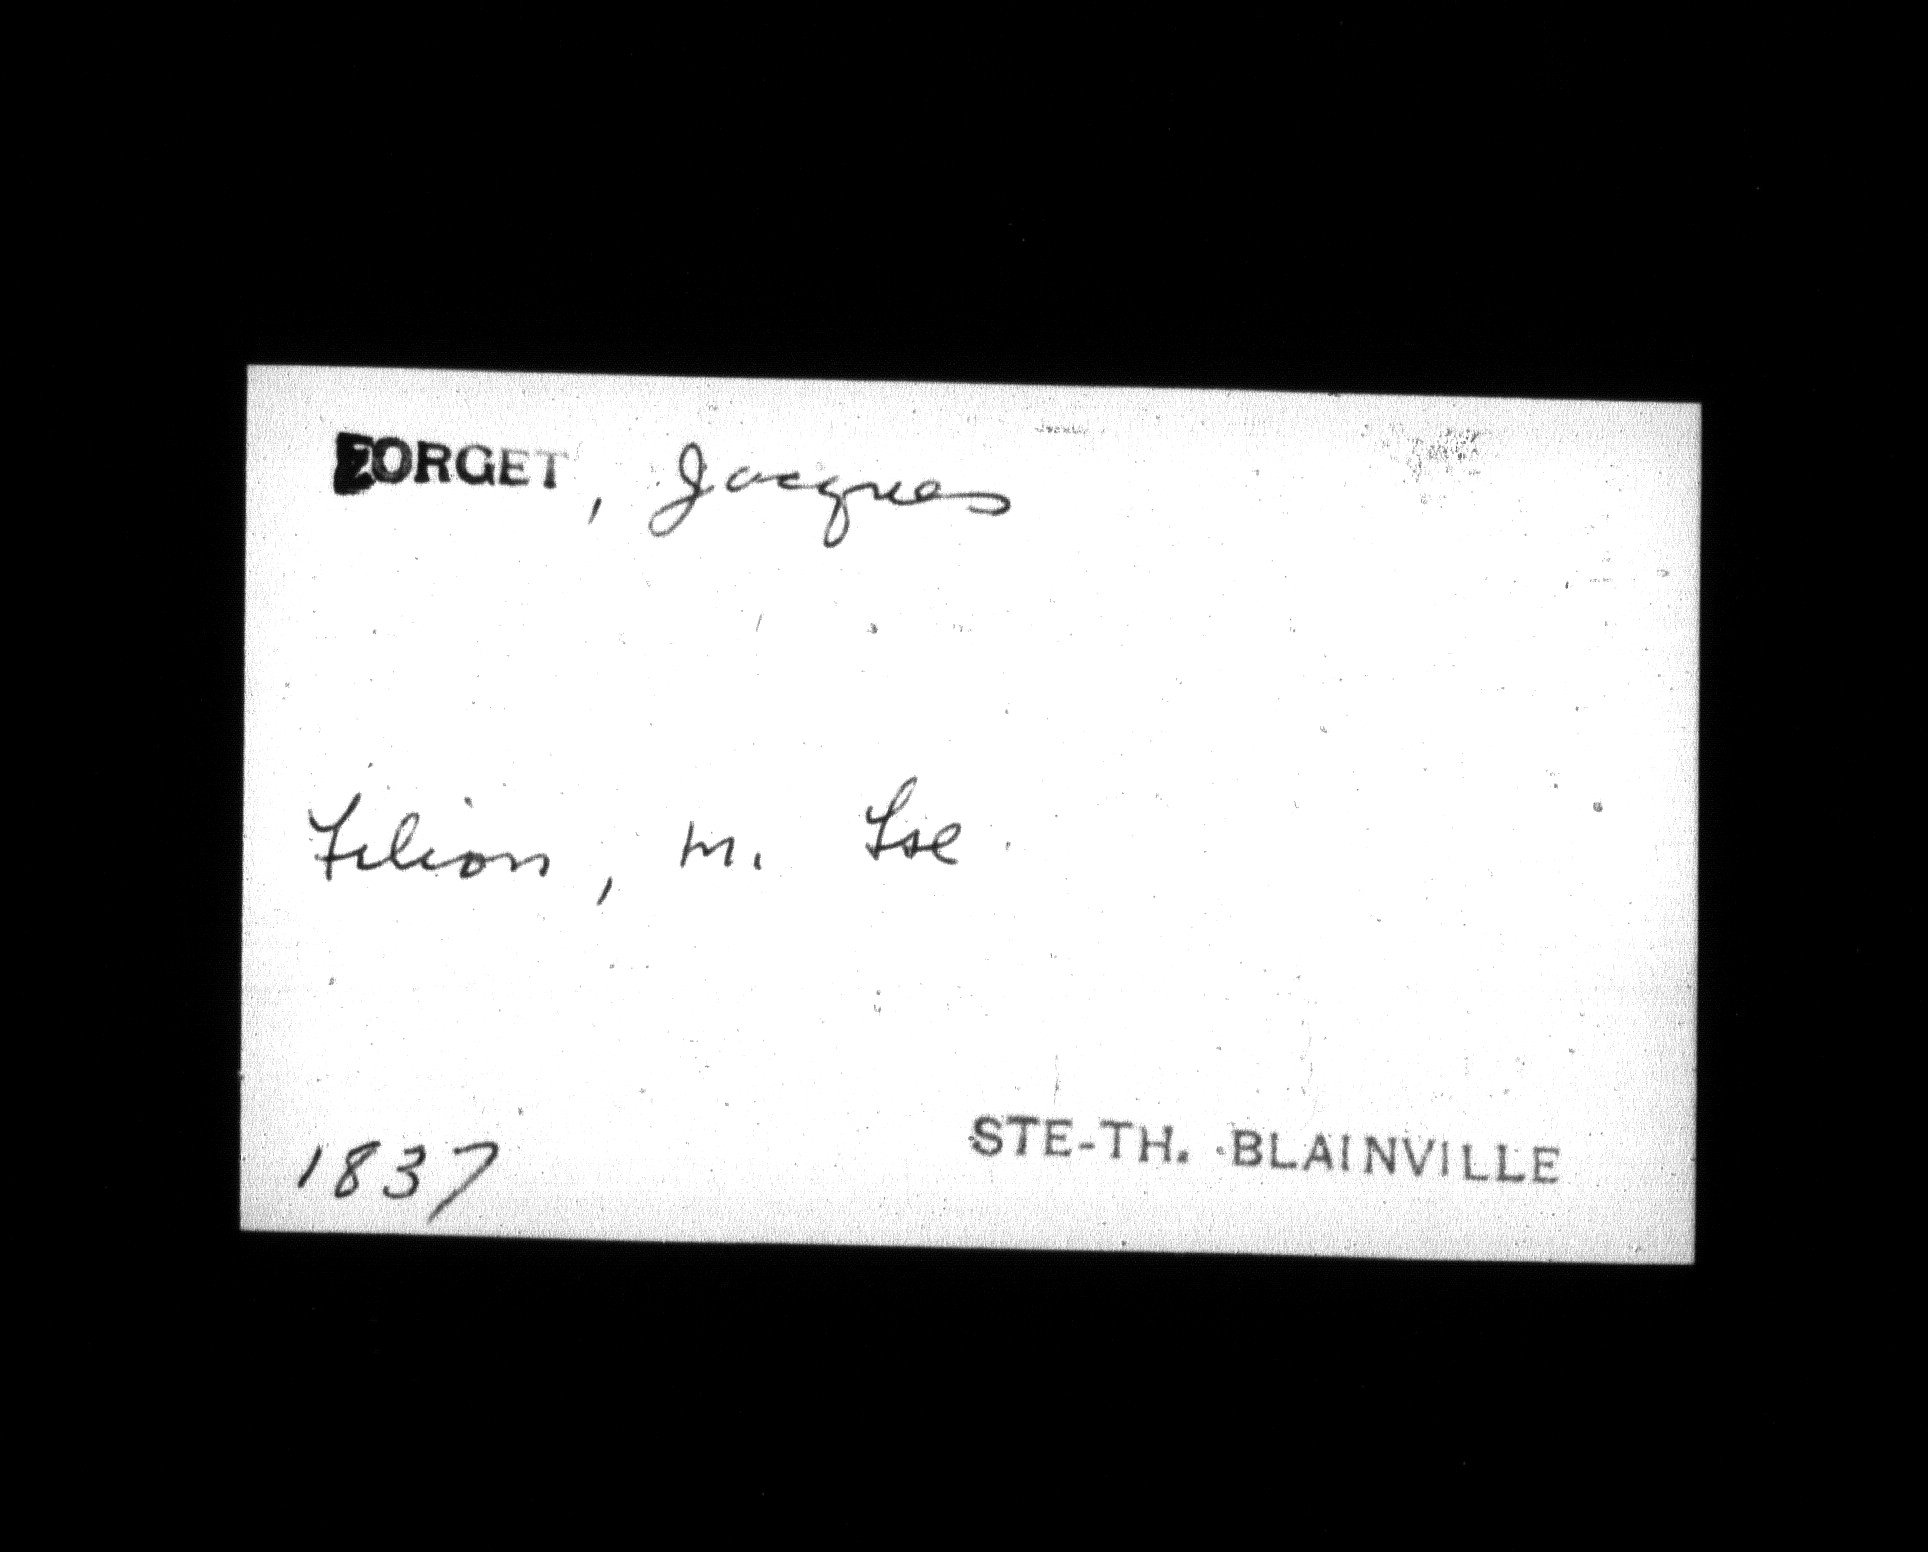 FORGET, Jacques
Filion, M. Lse
1837
STE-TH. BLAINVILLE